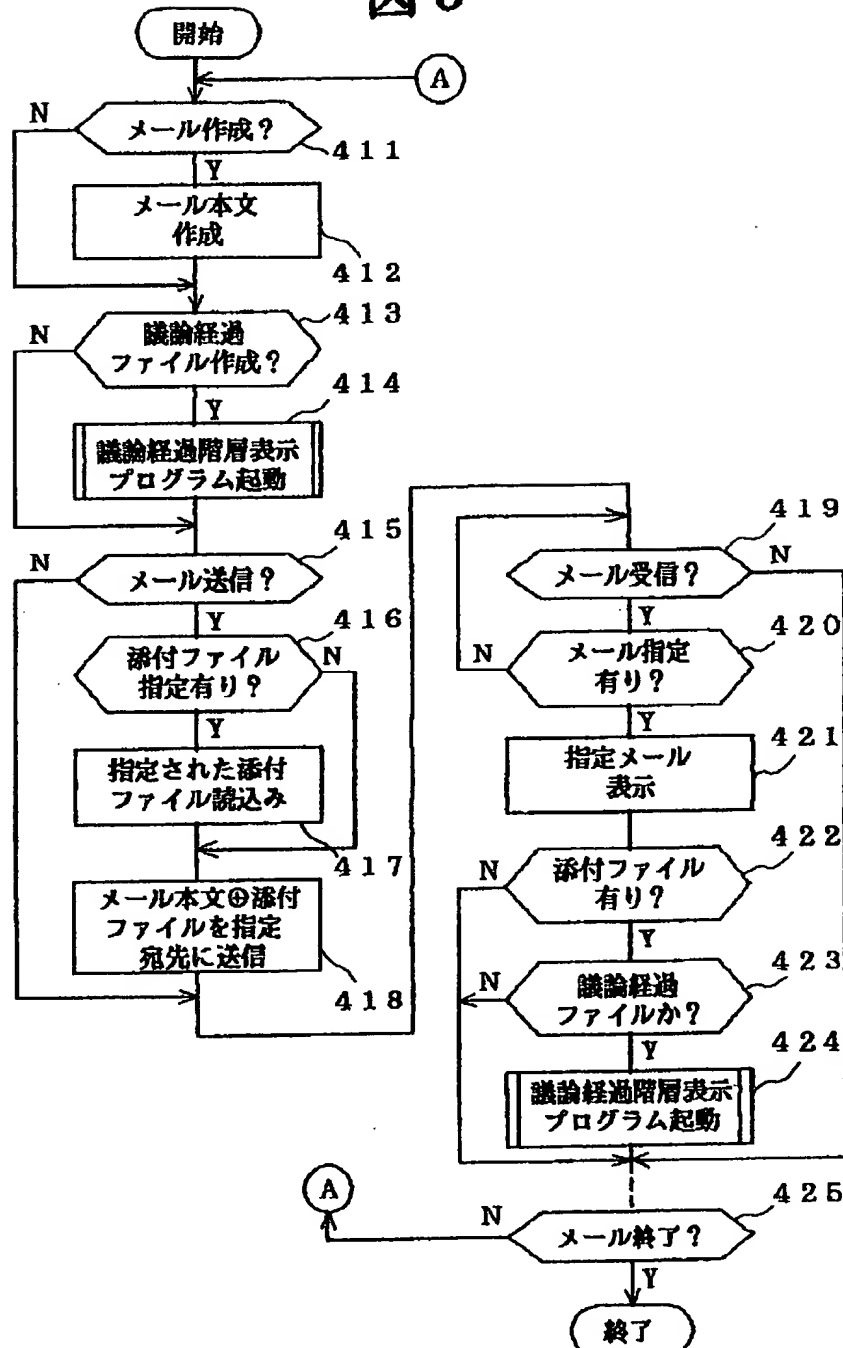 開始
A
N
メール作成?
411
Y
メール本文
作成
412
413
N
議論経過
ファイル作成?
414
Y
議論経過階層表示
プログラム起動
415
N
メール送信?
Y
416
添付ファイル
指定有り?
N
Y
指定された添付
ファイル読込み
417
メール本文⊕添付
ファイルを指定
宛先に送信
418
419
メール受信?
N
Y
420
メール指定
有り?
N
Y
421
指定メール
表示
422
N
添付ファイル
有り?
Y
423
N
議論経過
ファイルか?
Y
424
議論経過階層表示
プログラム起動
A
425
N
メール終了?
Y
終了